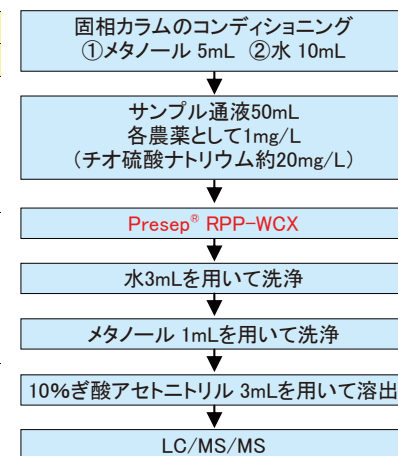 固相カラムのコンディショニング
①メタノール 5mL ②水 10mL
サンプル通液50mL
各農薬として1mg/L
（チオ硫酸ナトリウム約20mg/L）
Presep® RPP-WCX
水3mLを用いて洗浄
メタノール 1mLを用いて洗浄
10%ぎ酸アセトニトリル 3mLを用いて溶出
LC/MS/MS